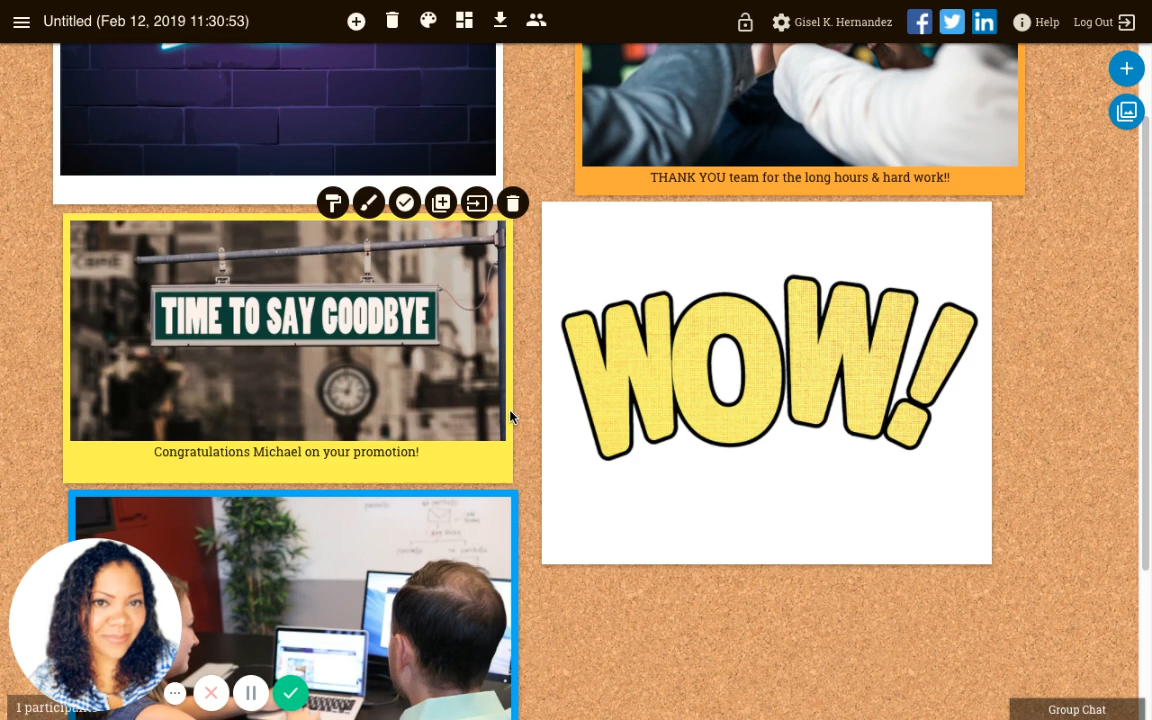 Untitled (Feb 12, 2019 11:30:53)
Gisel K. Hernandez
Help
Log Out
THANK YOU team for the long hours & hard work!!
TIME TO SAY GOODBYE
Congratulations Michael on your promotion!
WOW!
1 participant
Group Chat